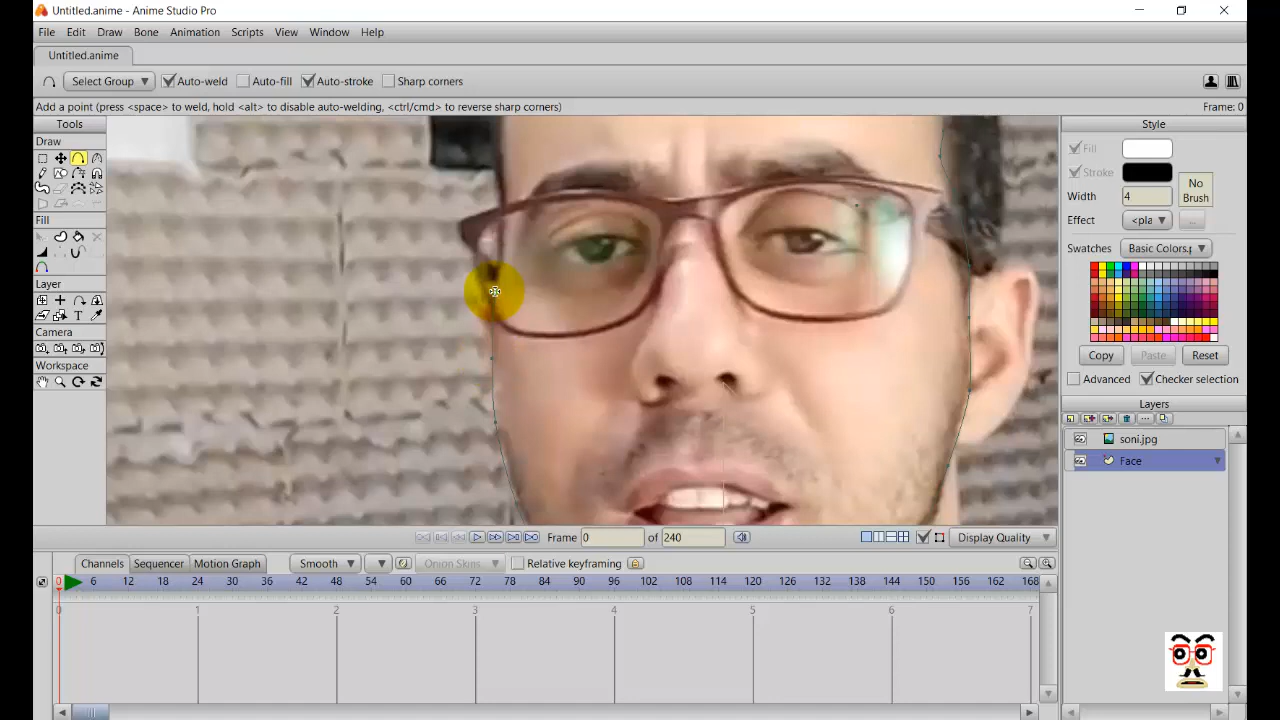 Untitled.anime - Anime Studio Pro
File Edit Draw Bone Animation Scripts View Window Help
Untitled.anime
Select Group Auto-weld Auto-fill Auto-stroke Sharp corners
Add a point (press <space> to weld, hold <alt> to disable auto-welding, <ctrl/cmd> to reverse sharp corners) Frame: 0
Tools
Draw
Fill
Layer
Camera
Workspace
Style
Fill
Stroke
Width 4
No Brush
Effect <pla ...
Swatches Basic Colors.p
Copy Paste Reset
Advanced Checker selection
Layers
soni.jpg
Face
Frame 0 of 240 Display Quality
Channels Sequencer Motion Graph Smooth Onion Skins Relative keyframing
0 6 12 18 24 30 36 42 48 54 60 66 72 78 84 90 96 102 108 114 120 126 132 138 144 150 156 162 168
0 1 2 3 4 5 6 7